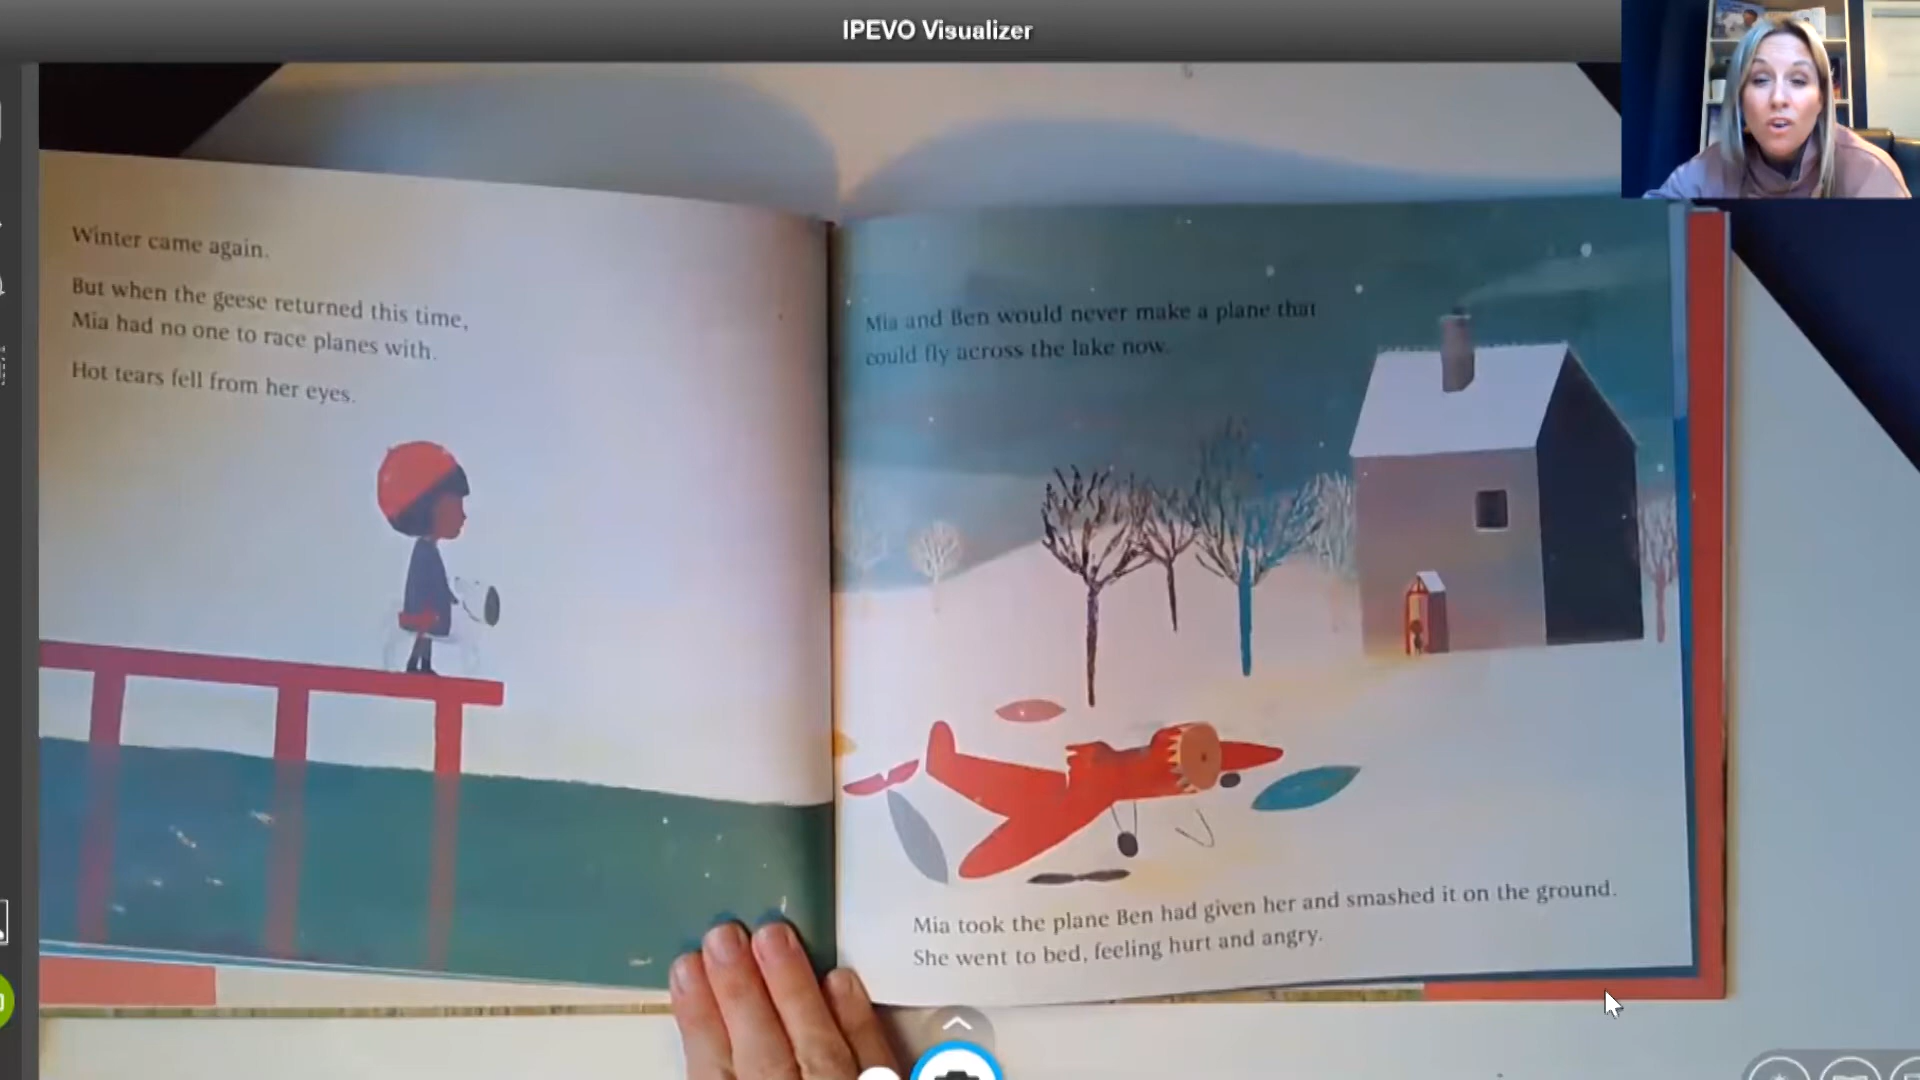 IPEVO Visualizer
Winter came again.
But when the geese returned this time,
Mia had no one to race planes with.
Hot tears fell from her eyes.
Mia and Ben would never make a plane that
could fly across the lake now.
Mia took the plane Ben had given her and smashed it on the ground.
She went to bed, feeling hurt and angry.